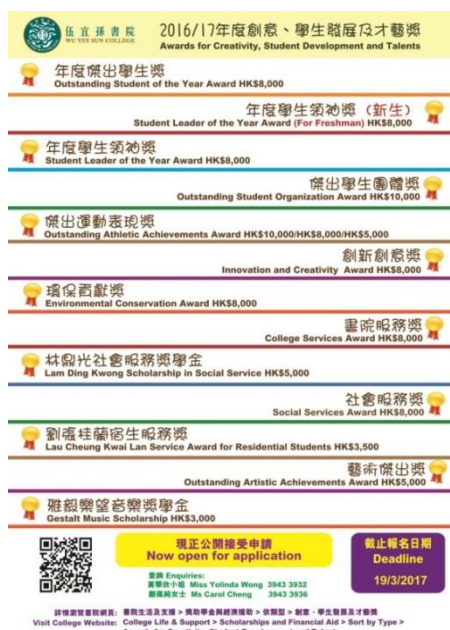 伍宜孫書院
WU YEE SUN COLLEGE
2016/17年度創意、學生發展及才藝獎
Awards for Creativity, Student Development and Talents
年度傑出學生獎
Outstanding Student of the Year Award HK$8,000
年度學生領袖獎（新生）
Student Leader of the Year Award (For Freshman) HK$8,000
年度學生領袖獎
Student Leader of the Year Award HK$8,000
傑出學生團體獎
Outstanding Student Organization Award HK$10,000
傑出運動表現獎
Outstanding Athletic Achievements Award HK$10,000/HK$8,000/HK$5,000
創新創意獎
Innovation and Creativity Award HK$8,000
環保貢獻獎
Environmental Conservation Award HK$8,000
書院服務獎
College Services Award HK$8,000
林鼎光社會服務獎學金
Lam Ding Kwong Scholarship in Social Service HK$5,000
社會服務獎
Social Services Award HK$8,000
劉張桂蘭宿生服務獎
Lau Cheung Kwai Lan Service Award for Residential Students HK$3,500
藝術傑出獎
Outstanding Artistic Achievements Award HK$5,000
雅毅樂望音樂獎學金
Gestalt Music Scholarship HK$3,000
現正公開接受申請
Now open for application
截止報名日期
Deadline
19/3/2017
查詢 Enquiries:
黃華欣小姐 Miss Yolinda Wong 3943 3932
鄭佩純女士 Ms Carol Cheng 3943 3936
詳情瀏覽書院網頁: 書院生活及支援 > 獎助學金與經濟援助 > 依類型 > 創意、學生發展及才藝獎
Visit College Website: College Life & Support > Scholarships and Financial Aid > Sort by Type >